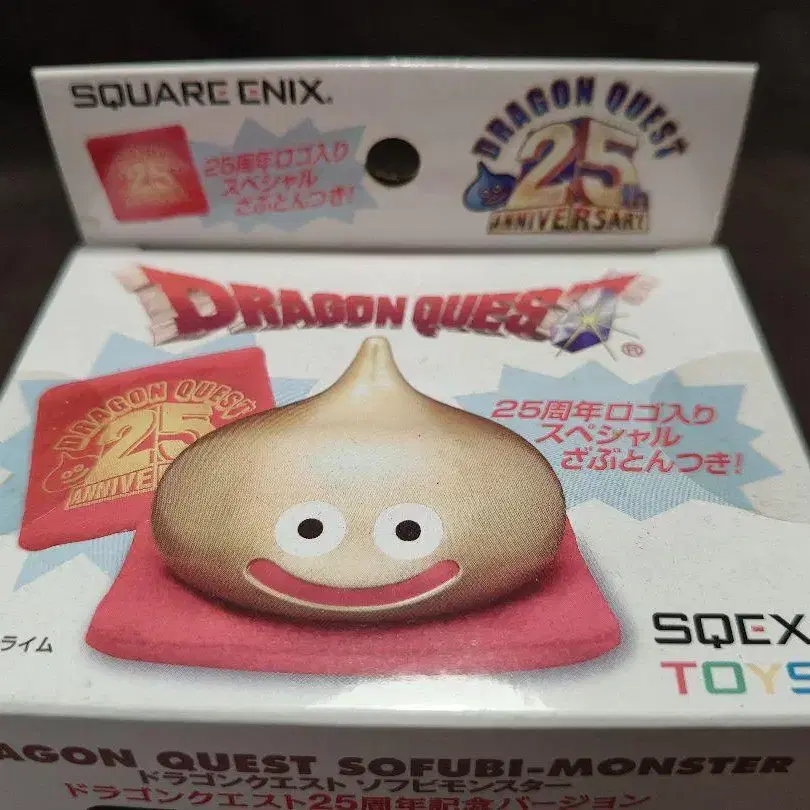 SQUARE ENIX.
25
25周年ロゴ入り
スペシャル
ざぶとんつき!
DRAGON QUEST
25th
ANNIVERSARY
DRAGON QUEST®
DRAGON QUEST
25
ANNIVE
25周年ロゴ入り
スペシャル
ざぶとんつき!
ライム
SQEX
TOYS
AGON QUEST SOFUBI-MONSTER
ドラゴンクエスト ソフビモンスター
ドラゴンクエスト25周年記念バージョン